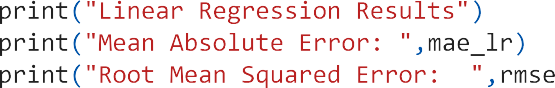 print("Linear Regression Results")
print("Mean Absolute Error: ",mae_lr)
print("Root Mean Squared Error:  ",rmse